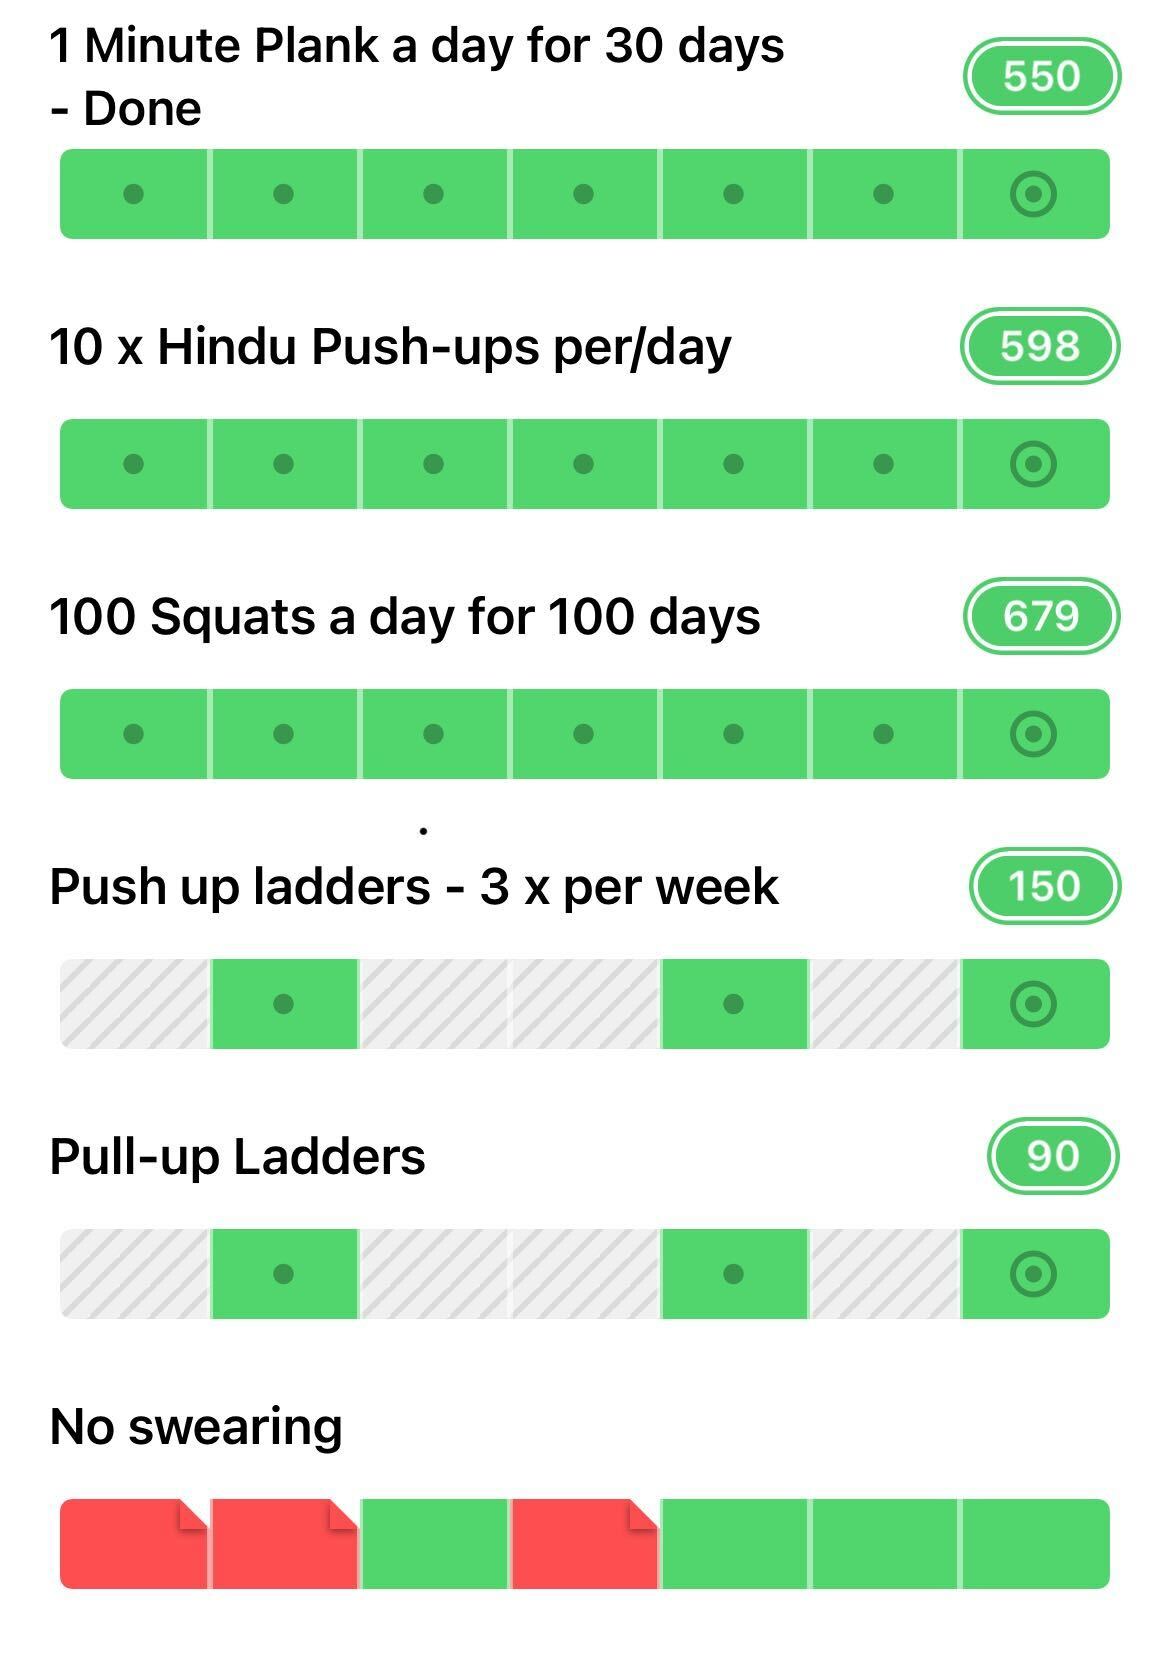 1 Minute Plank a day for 30 days
- Done
550
10 x Hindu Push-ups per/day
598
100 Squats a day for 100 days
679
Push up ladders - 3 x per week
150
Pull-up Ladders
90
No swearing